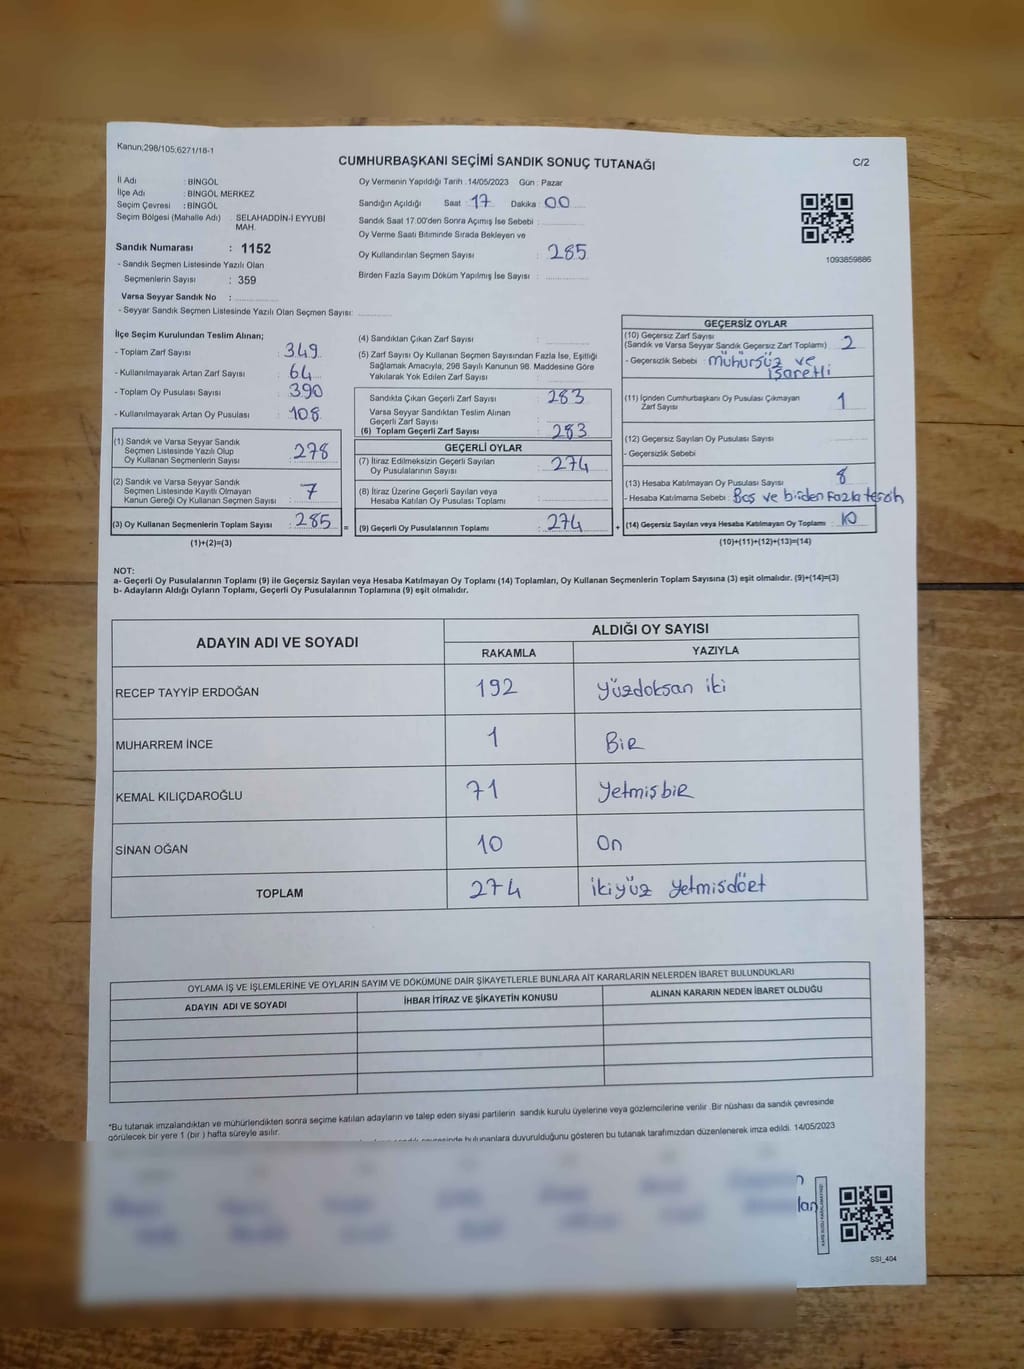 Kanun;298/105;6271/18-1
CUMHURBAŞKANI SEÇİMİ SANDIK SONUÇ TUTANAĞI
C/2
İl Adı : BİNGÖL
İlçe Adı : BİNGÖL MERKEZ
Seçim Çevresi : BİNGÖL
Seçim Bölgesi (Mahalle Adı) : SELAHADDİN-İ EYYUBİ
MAH.
Sandık Numarası : 1152
- Sandık Seçmen Listesinde Yazılı Olan
Seçmenlerin Sayısı : 359
Varsa Seyyar Sandık No :
- Seyyar Sandık Seçmen Listesinde Yazılı Olan Seçmen Sayısı:
Oy Vermenin Yapıldığı Tarih : 14/05/2023 Gün : Pazar
Sandığın Açıldığı Saat : 17 Dakika : 00
Sandık Saat 17:00'den Sonra Açımış İse Sebebi :
Oy Verme Saati Bitiminde Sırada Bekleyen ve
Oy Kullandırılan Seçmen Sayısı : 285
Birden Fazla Sayım Döküm Yapılmış İse Sayısı :
1093859886
İlçe Seçim Kurulundan Teslim Alınan;
- Toplam Zarf Sayısı : 349
- Kullanılmayarak Artan Zarf Sayısı : 64
- Toplam Oy Pusulası Sayısı : 390
- Kullanılmayarak Artan Oy Pusulası : 108
(1) Sandık ve Varsa Seyyar Sandık
Seçmen Listesinde Yazılı Olup
Oy Kullanan Seçmenlerin Sayısı : 278
(2) Sandık ve Varsa Seyyar Sandık
Seçmen Listesinde Kayıtlı Olmayan
Kanun Gereği Oy Kullanan Seçmen Sayısı : 7
(3) Oy Kullanan Seçmenlerin Toplam Sayısı : 285 =
(1)+(2)=(3)
(4) Sandıktan Çıkan Zarf Sayısı :
(5) Zarf Sayısı Oy Kullanan Seçmen Sayısından Fazla İse, Eşitliği
Sağlamak Amacıyla, 298 Sayılı Kanunun 98. Maddesine Göre
Yakılarak Yok Edilen Zarf Sayısı :
Sandıkta Çıkan Geçerli Zarf Sayısı : 283
Varsa Seyyar Sandıktan Teslim Alınan
Geçerli Zarf Sayısı :
(6) Toplam Geçerli Zarf Sayısı : 283
GEÇERLİ OYLAR
(7) İtiraz Edilmeksizin Geçerli Sayılan
Oy Pusulalarının Sayısı : 274
(8) İtiraz Üzerine Geçerli Sayılan veya
Hesaba Katılan Oy Pusulaları Toplamı :
(9) Geçerli Oy Pusulalarının Toplamı : 274 +
GEÇERSİZ OYLAR
(10) Geçersiz Zarf Sayısı
(Sandık ve Varsa Seyyar Sandık Geçersiz Zarf Toplamı) : 2
- Geçersizlik Sebebi : Mühürsüz ve
işaretli
(11) İçinden Cumhurbaşkanı Oy Pusulası Çıkmayan
Zarf Sayısı : 1
(12) Geçersiz Sayılan Oy Pusulası Sayısı
- Geçersizlik Sebebi
(13) Hesaba Katılmayan Oy Pusulası Sayısı : 8
- Hesaba Katılmama Sebebi : Boş ve birden Fazla tercih
(14) Geçersiz Sayılan veya Hesaba Katılmayan Oy Toplamı : 10
(10)+(11)+(12)+(13)=(14)
NOT:
a- Geçerli Oy Pusulalarının Toplamı (9) ile Geçersiz Sayılan veya Hesaba Katılmayan Oy Toplamı (14) Toplamları, Oy Kullanan Seçmenlerin Toplam Sayısına (3) eşit olmalıdır. (9)+(14)=(3)
b- Adayların Aldığı Oyların Toplamı, Geçerli Oy Pusulalarının Toplamına (9) eşit olmalıdır.
ADAYIN ADI VE SOYADI ALDIĞI OY SAYISI
RAKAMLA YAZIYLA
RECEP TAYYİP ERDOĞAN 192 yüzdoksan iki
MUHARREM İNCE 1 Bir
KEMAL KILIÇDAROĞLU 71 yetmişbir
SİNAN OĞAN 10 On
TOPLAM 274 ikiyüz yetmişdört
OYLAMA İŞ VE İŞLEMLERİNE VE OYLARIN SAYIM VE DÖKÜMÜNE DAİR ŞİKAYETLERLE BUNLARA AİT KARARLARIN NELERDEN İBARET BULUNDUKLARI
ADAYIN ADI VE SOYADI İHBAR İTİRAZ VE ŞİKAYETİN KONUSU ALINAN KARARIN NEDEN İBARET OLDUĞU
*Bu tutanak imzalandıktan ve mühürlendikten sonra seçime katılan adayların ve talep eden siyasi partilerin sandık kurulu üyelerine veya gözlemcilerine verilir. Bir nüshası da sandık çevresinde
görülecek bir yere 1 (bir ) hafta süreyle asılır.
bulunanlara duyurulduğunu gösteren bu tutanak tarafımızdan düzenlenerek imza edildi. 14/05/2023
SSI_404